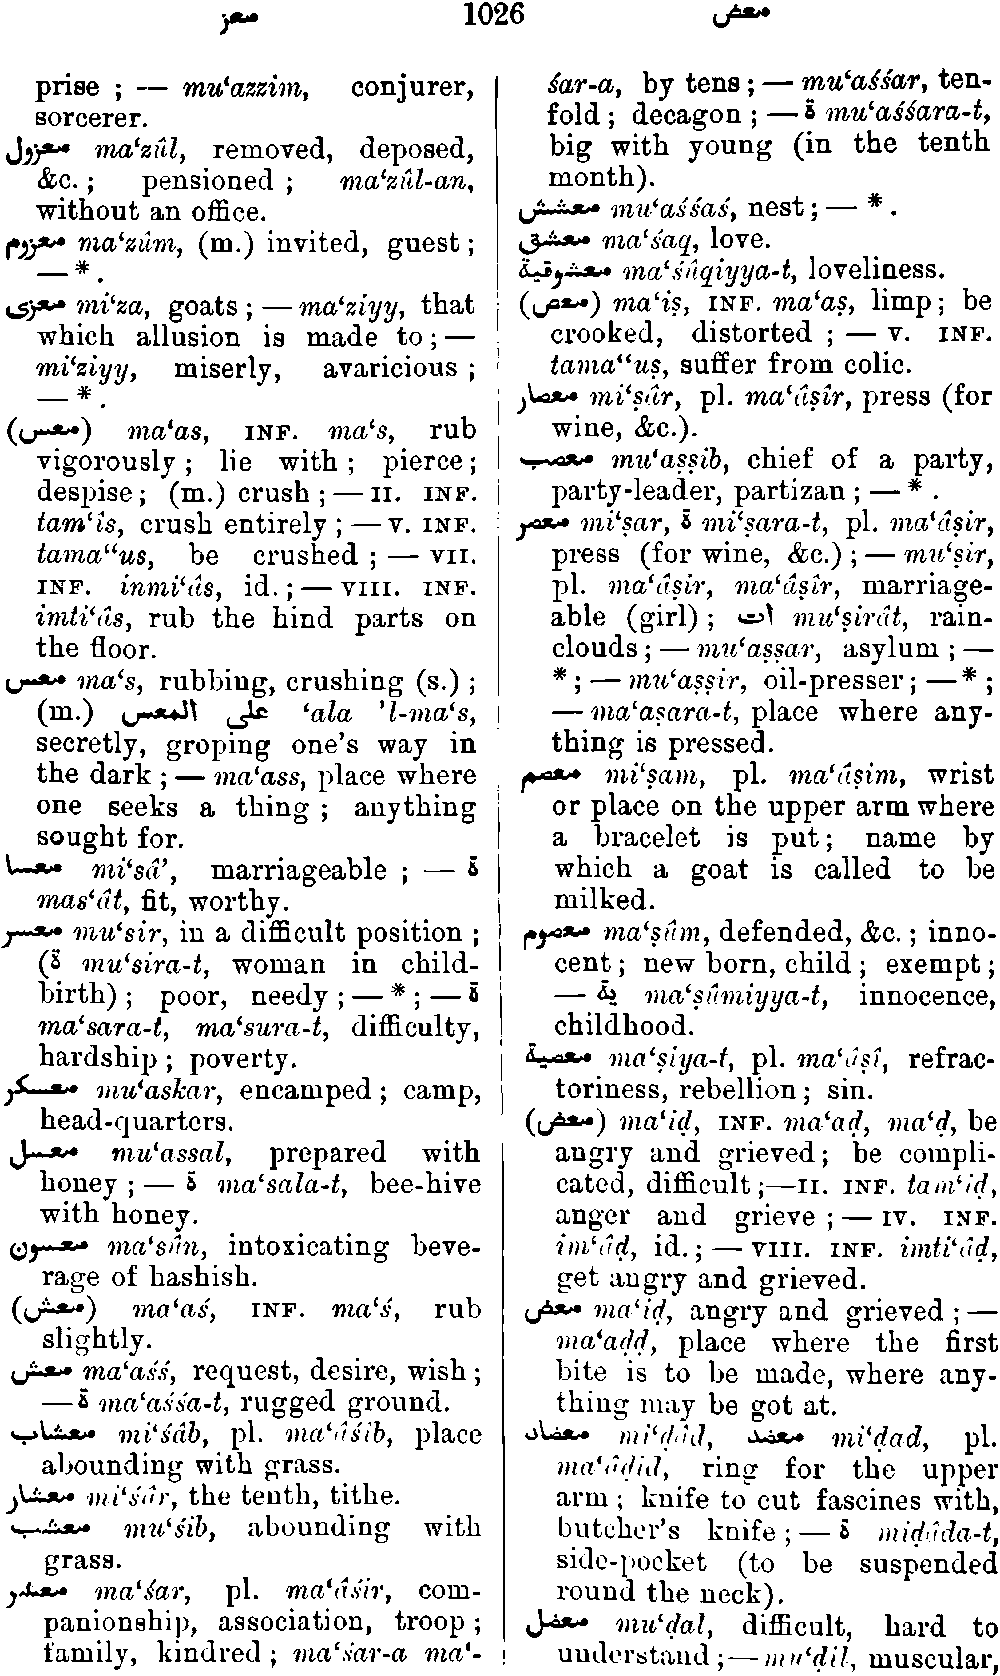 معز 1026 معض
prise ; — mu‘azzim, conjurer,
sorcerer.
معزول ma‘zûl, removed, deposed,
&c. ; pensioned ; ma‘zûl-an,
without an office.
معزوم ma‘zûm, (m.) invited, guest ;
— * .
معزى mi‘za, goats ; — ma‘ziyy, that
which allusion is made to ; —
mi‘ziyy, miserly, avaricious ;
— * .
(معس) ma‘as, INF. ma‘s, rub
vigorously ; lie with ; pierce ;
despise ; (m.) crush ; — II. INF.
tam‘îs, crush entirely ; — V. INF.
tama‘‘us, be crushed ; — VII.
INF. inmi‘âs, id. ; — VIII. INF.
imti‘âs, rub the hind parts on
the floor.
معس ma‘s, rubbing, crushing (s.) ;
(m.) على المعس ‘ala ’l-ma‘s,
secretly, groping one’s way in
the dark ; — ma‘ass, place where
one seeks a thing ; anything
sought for.
معسا mi‘sâ’, marriageable ; — ة
mas‘ât, fit, worthy.
معسر mu‘sir, in a difficult position ;
(ة mu‘sira-t, woman in child-
birth) ; poor, needy ; — * ; — ة
ma‘sara-t, ma‘sura-t, difficulty,
hardship ; poverty.
معسكر mu‘askar, encamped ; camp,
head-quarters.
معسل mu‘assal, prepared with
honey ; — ة ma‘sala-t, bee-hive
with honey.
معسون ma‘sûn, intoxicating beve-
rage of hashish.
(معش) ma‘aś, INF. ma‘ś, rub
slightly.
معش ma‘aśś, request, desire, wish ;
— ة ma‘aśśa-t, rugged ground.
معشاب mi‘śâb, pl. ma‘âśib, place
abounding with grass.
معشار mi‘śâr, the tenth, tithe.
معشب mu‘śib, abounding with
grass.
معشر ma‘śar, pl. ma‘âśir, com-
panionship, association, troop ;
family, kindred ; ma‘śar-a ma‘-
śar-a, by tens ; — mu‘aśśar, ten-
fold ; decagon ; — ة mu‘aśśara-t,
big with young (in the tenth
month).
معشش mu‘aśśaś, nest ; — * .
معشق ma‘śaq, love.
معشوقية ma‘śûqiyya-t, loveliness.
(معص) ma‘iṣ, INF. ma‘aṣ, limp ; be
crooked, distorted ; — V. INF.
tama‘‘uṣ, suffer from colic.
معصار mi‘ṣâr, pl. ma‘âṣîr, press (for
wine, &c.).
معصب mu‘aṣṣib, chief of a party,
party-leader, partizan ; — * .
معصر mi‘ṣar, ة mi‘ṣara-t, pl. ma‘âṣir,
press (for wine, &c.) ; — mu‘ṣir,
pl. ma‘âṣir, ma‘âṣîr, marriage-
able (girl) ; ات mu‘ṣirât, rain-
clouds ; — mu‘aṣṣar, asylum ; —
* ; — mu‘aṣṣir, oil-presser ; — * ;
— ma‘aṣara-t, place where any-
thing is pressed.
معصم mi‘ṣam, pl. ma‘âṣim, wrist
or place on the upper arm where
a bracelet is put ; name by
which a goat is called to be
milked.
معصوم ma‘ṣûm, defended, &c. ; inno-
cent ; new born, child ; exempt ;
— ية ma‘ṣûmiyya-t, innocence,
childhood.
معصية ma‘ṣiya-t, pl. ma‘âṣî, refrac-
toriness, rebellion ; sin.
(معض) ma‘iḍ, INF. ma‘aḍ, ma‘ḍ, be
angry and grieved ; be compli-
cated, difficult ;—II. INF. tam‘îḍ,
anger and grieve ; — IV. INF.
im‘âḍ, id. ; — VIII. INF. imti‘âḍ,
get angry and grieved.
معض ma‘iḍ, angry and grieved ; —
ma‘aḍḍ, place where the first
bite is to be made, where any-
thing may be got at.
معضاد mi‘ḍâd, معضد mi‘ḍad, pl.
ma‘âḍid, ring for the upper
arm ; knife to cut fascines with,
butcher’s knife ; — ة miḍâda-t,
side-pocket (to be suspended
round the neck).
معضل mu‘ḍal, difficult, hard to
understand ; — mu‘ḍil, muscular,